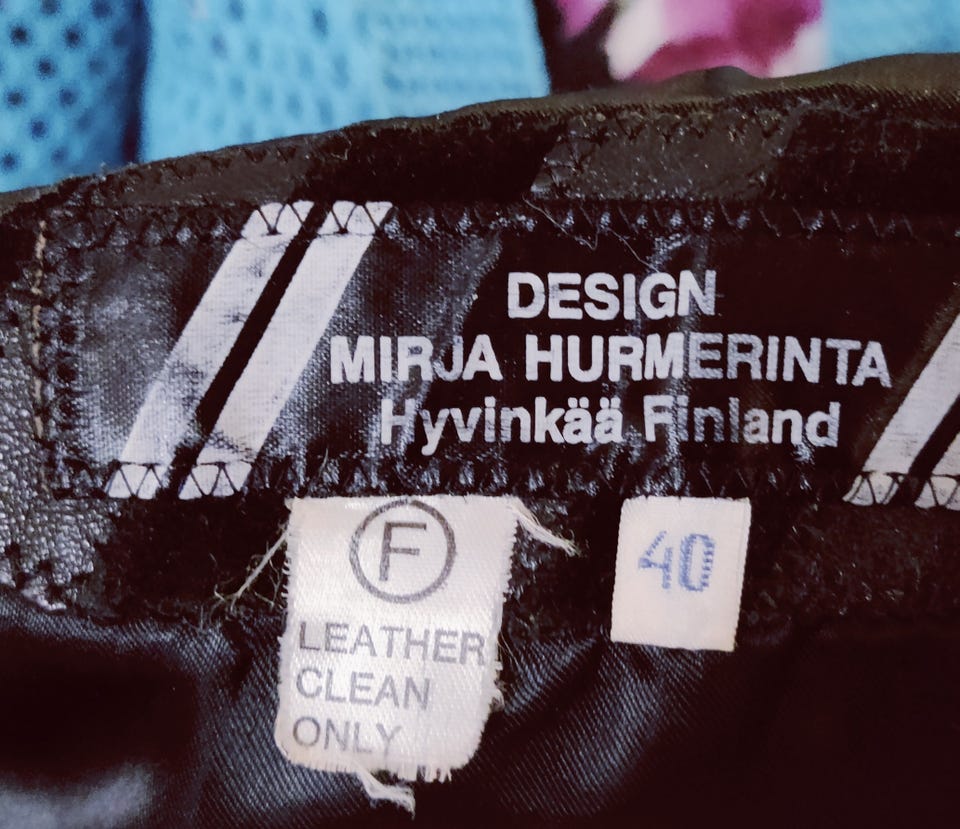 DESIGN
MIRJA HURMERINTA
Hyvinkää Finland
F
LEATHER
CLEAN
ONLY
40